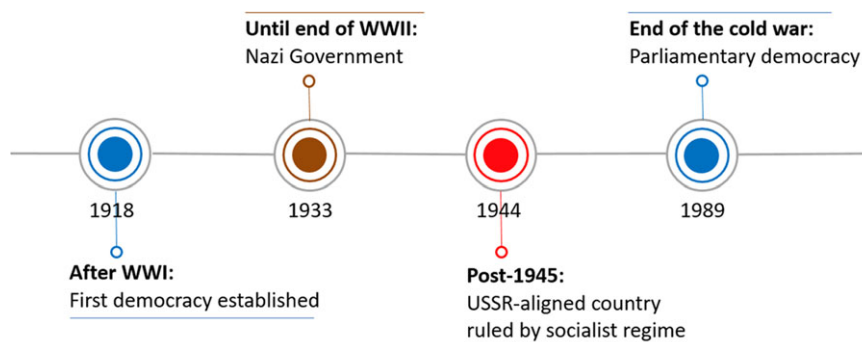 Until end of WWII:
Nazi Government
End of the cold war:
Parliamentary democracy
1918
1933
1944
1989
After WWI:
First democracy established
Post-1945:
USSR-aligned country
ruled by socialist regime